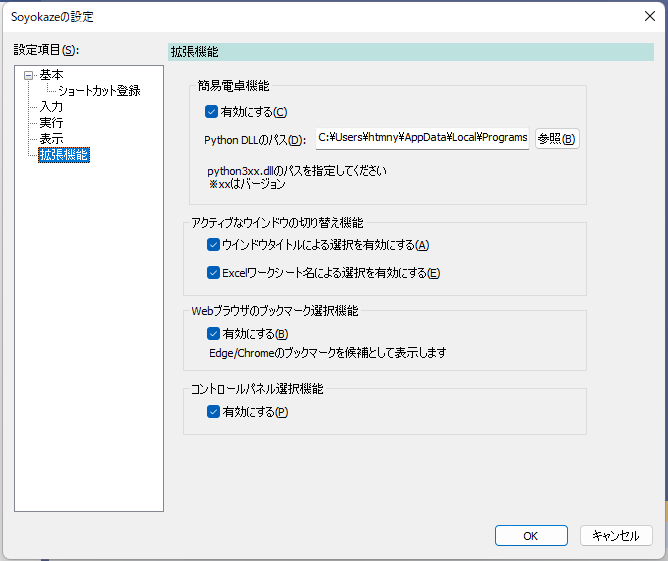 Soyokazeの設定
設定項目(S):
基本
ショートカット登録
入力
実行
表示
拡張機能
拡張機能
簡易電卓機能
有効にする(C)
Python DLLのパス(D):
C:¥Users¥htmny¥AppData¥Local¥Programs
参照(B)
python3xx.dllのパスを指定してください
※xxはバージョン
アクティブなウインドウの切り替え機能
ウインドウタイトルによる選択を有効にする(A)
Excelワークシート名による選択を有効にする(E)
Webブラウザのブックマーク選択機能
有効にする(B)
Edge/Chromeのブックマークを候補として表示します
コントロールパネル選択機能
有効にする(P)
OK
キャンセル